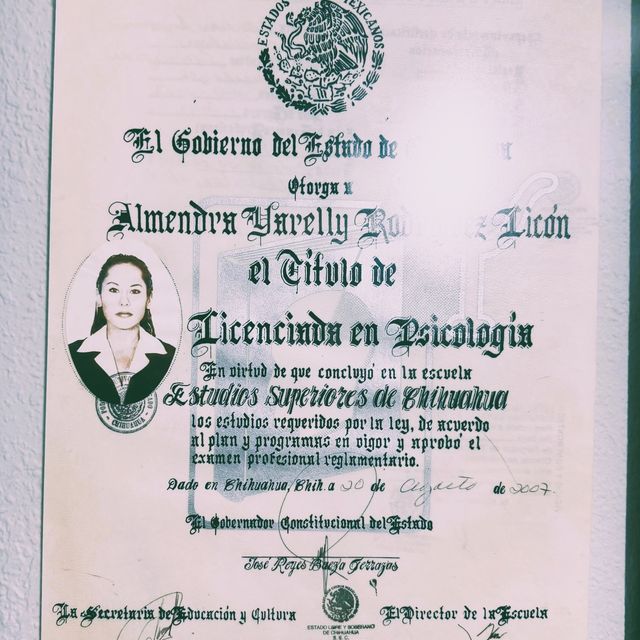 ESTADOS MEXICANOS
El Gobierno del Estado de
Otorga a
Almendra Yarelly Licón
el Título de
Licenciada en Psicología
En virtud de que concluyó en la escuela
Estudios Superiores de Chihuahua
los estudios requeridos por la ley, de acuerdo
al plan y programas en vigor y aprobó el
examen profesional reglamentario.
Dado en Chihuahua, Chih. a 20 de agosto de 2007.
El Gobernador Constitucional del Estado
José Reyes Baeza Terrazas
La Secretaria de Educación y Cultura
El Director de la Escuela
ESTADO LIBRE Y SOBERANO
DE CHIHUAHUA
S.E.C.